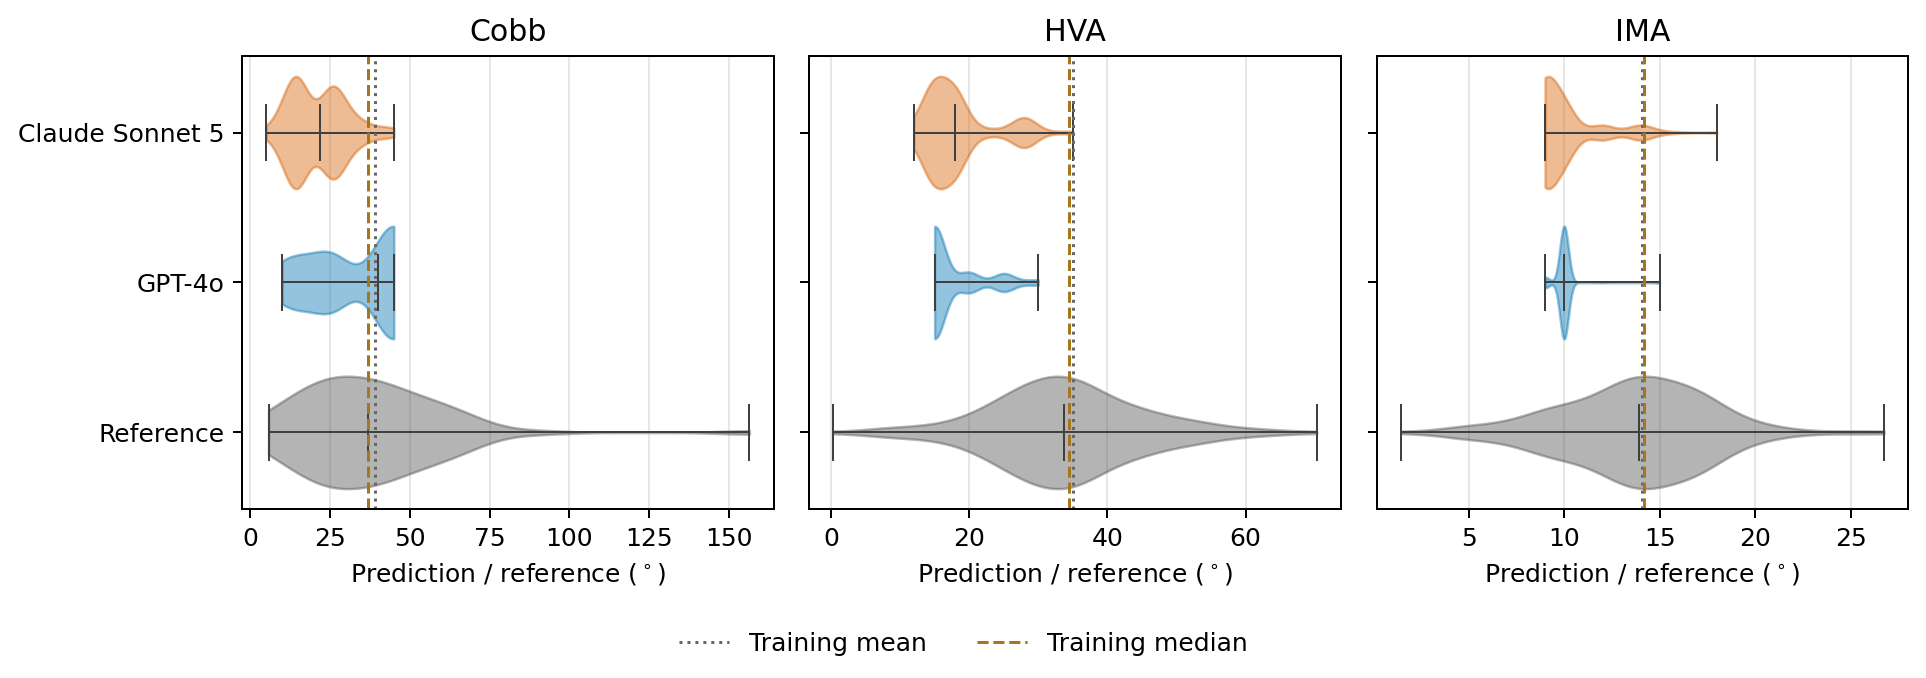 Cobb
HVA
IMA
Claude Sonnet 5
GPT-4o
Reference
0 25 50 75 100 125 150
0 20 40 60
5 10 15 20 25
Prediction / reference (°)
Prediction / reference (°)
Prediction / reference (°)
Training mean
Training median